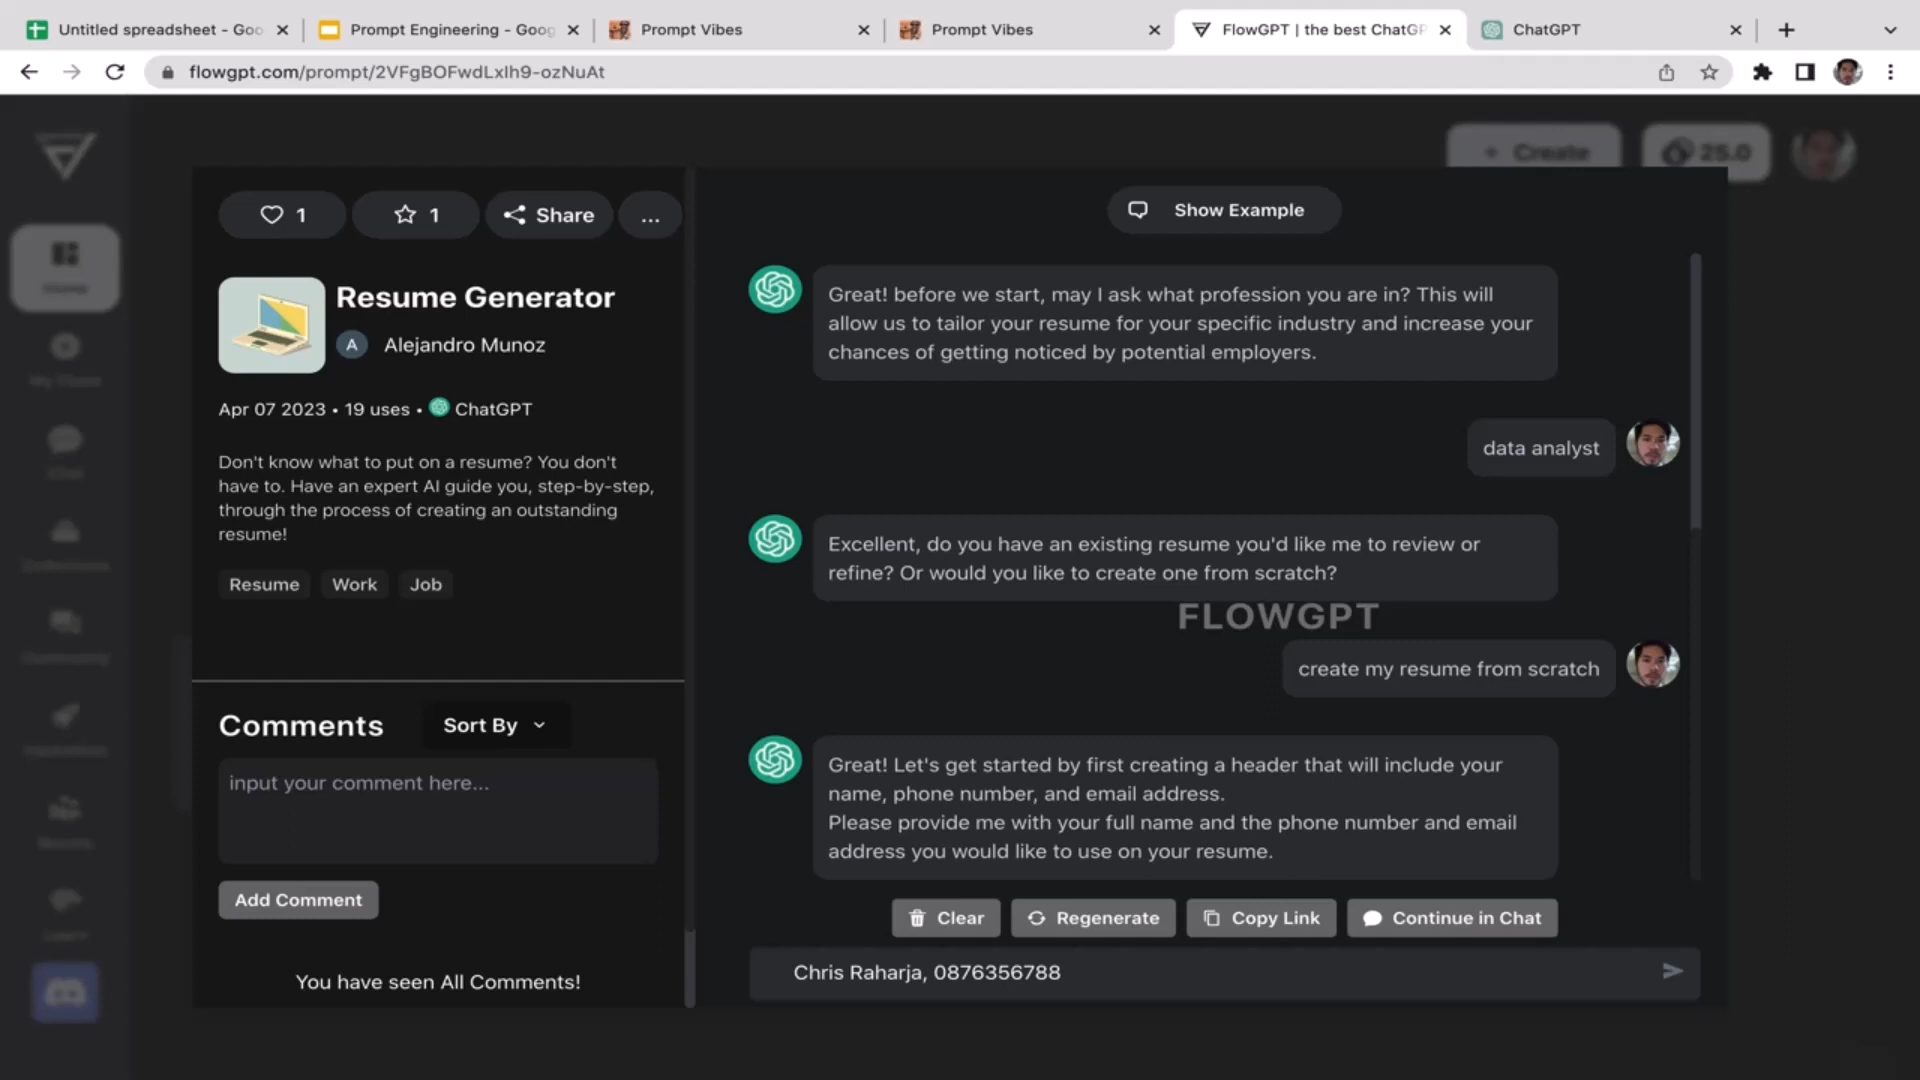 Untitled spreadsheet - Goo
Prompt Engineering - Goog
Prompt Vibes
Prompt Vibes
FlowGPT | the best ChatGP
ChatGPT
flowgpt.com/prompt/2VFgBOFwdLxIh9-ozNuAt
+ Create
25.0
Home
1
1
Share
...
Show Example
Resume Generator
A
Alejandro Munoz
Apr 07 2023 • 19 uses • ChatGPT
Don't know what to put on a resume? You don't
have to. Have an expert AI guide you, step-by-step,
through the process of creating an outstanding
resume!
Resume
Work
Job
Comments
Sort By
input your comment here...
Add Comment
You have seen All Comments!
Great! before we start, may I ask what profession you are in? This will
allow us to tailor your resume for your specific industry and increase your
chances of getting noticed by potential employers.
data analyst
Excellent, do you have an existing resume you'd like me to review or
refine? Or would you like to create one from scratch?
FLOWGPT
create my resume from scratch
Great! Let's get started by first creating a header that will include your
name, phone number, and email address.
Please provide me with your full name and the phone number and email
address you would like to use on your resume.
Clear
Regenerate
Copy Link
Continue in Chat
Chris Raharja, 0876356788